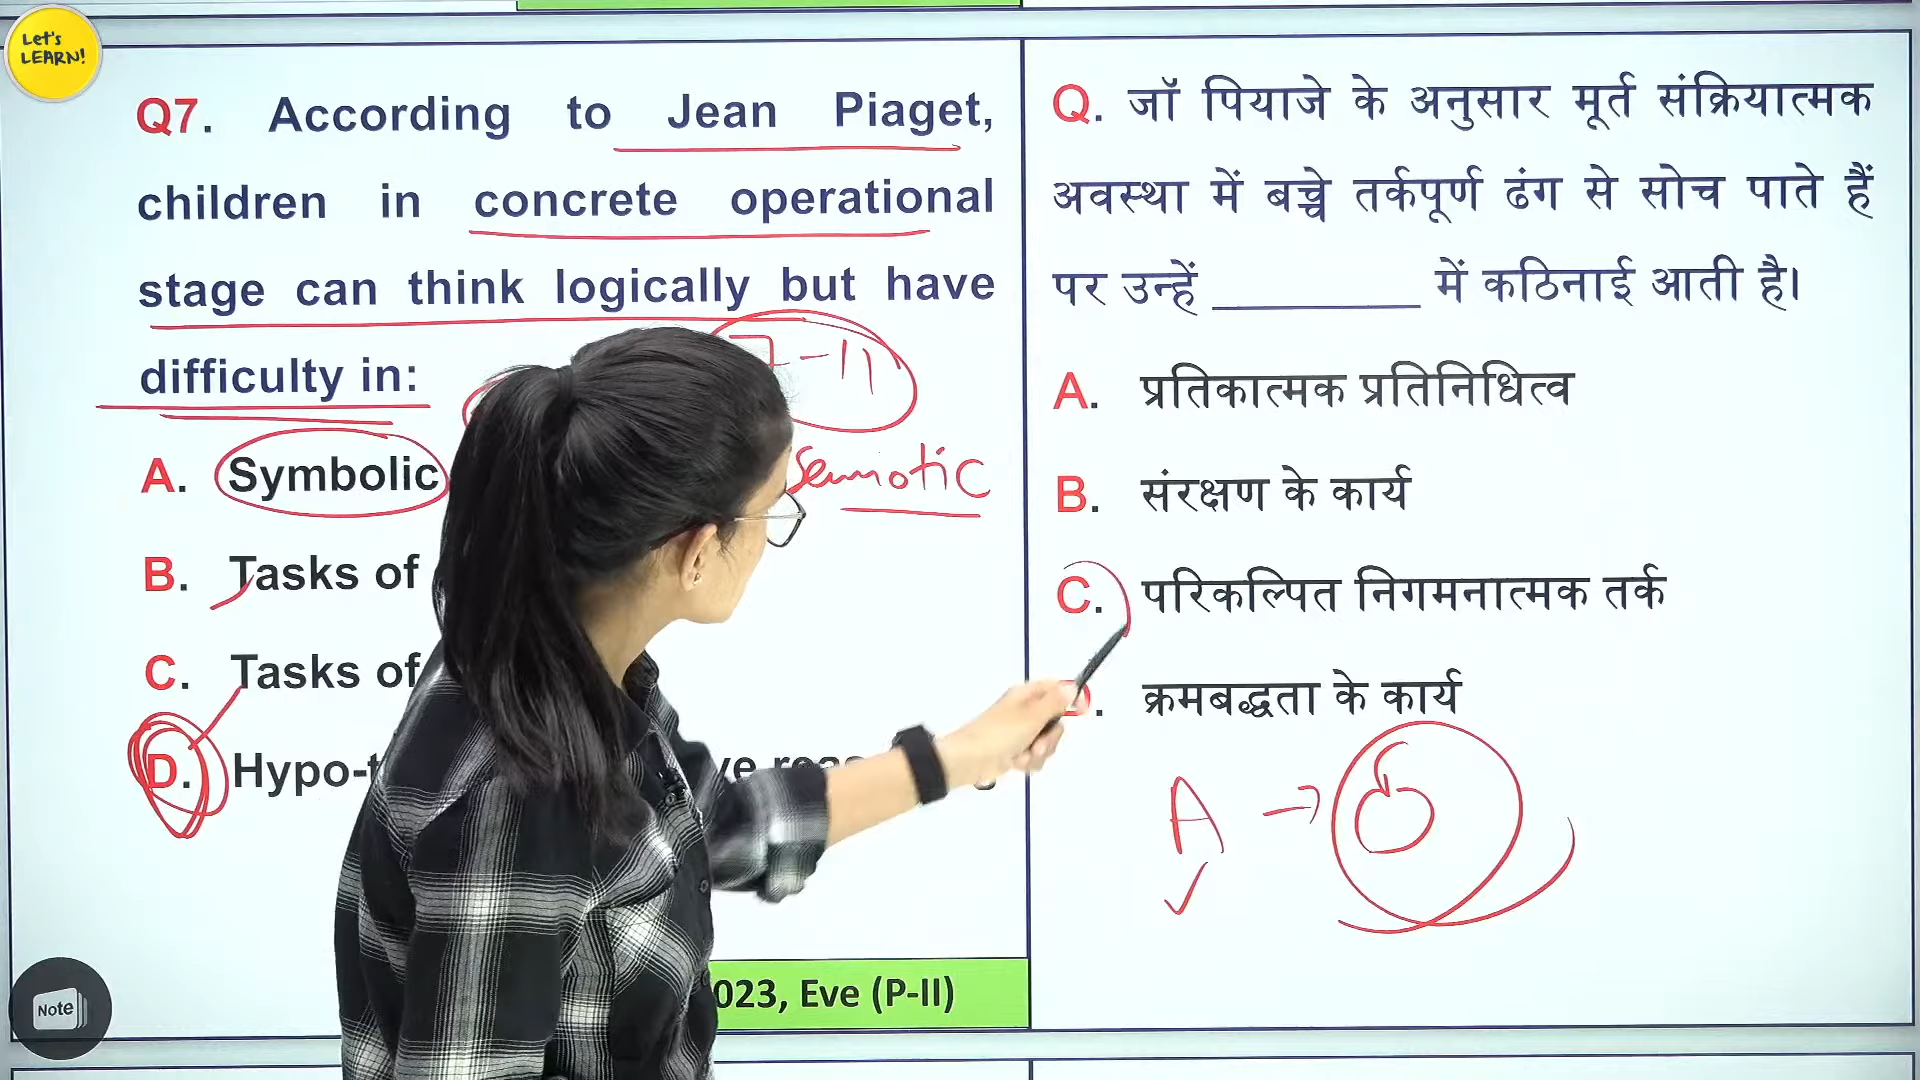 Let's
LEARN!
Q7. According to Jean Piaget,
children in concrete operational
stage can think logically but have
difficulty in:
7-11
A. Symbolic
Semiotic
B. Tasks of
C. Tasks of
D. Hypo-
023, Eve (P-II)
Note
Q. जॉ पियाजे के अनुसार मूर्त संक्रियात्मक
अवस्था में बच्चे तर्कपूर्ण ढंग से सोच पाते हैं
पर उन्हें ________ में कठिनाई आती है।
A. प्रतिकात्मक प्रतिनिधित्व
B. संरक्षण के कार्य
C. परिकल्पित निगमनात्मक तर्क
D. क्रमबद्धता के कार्य
A →